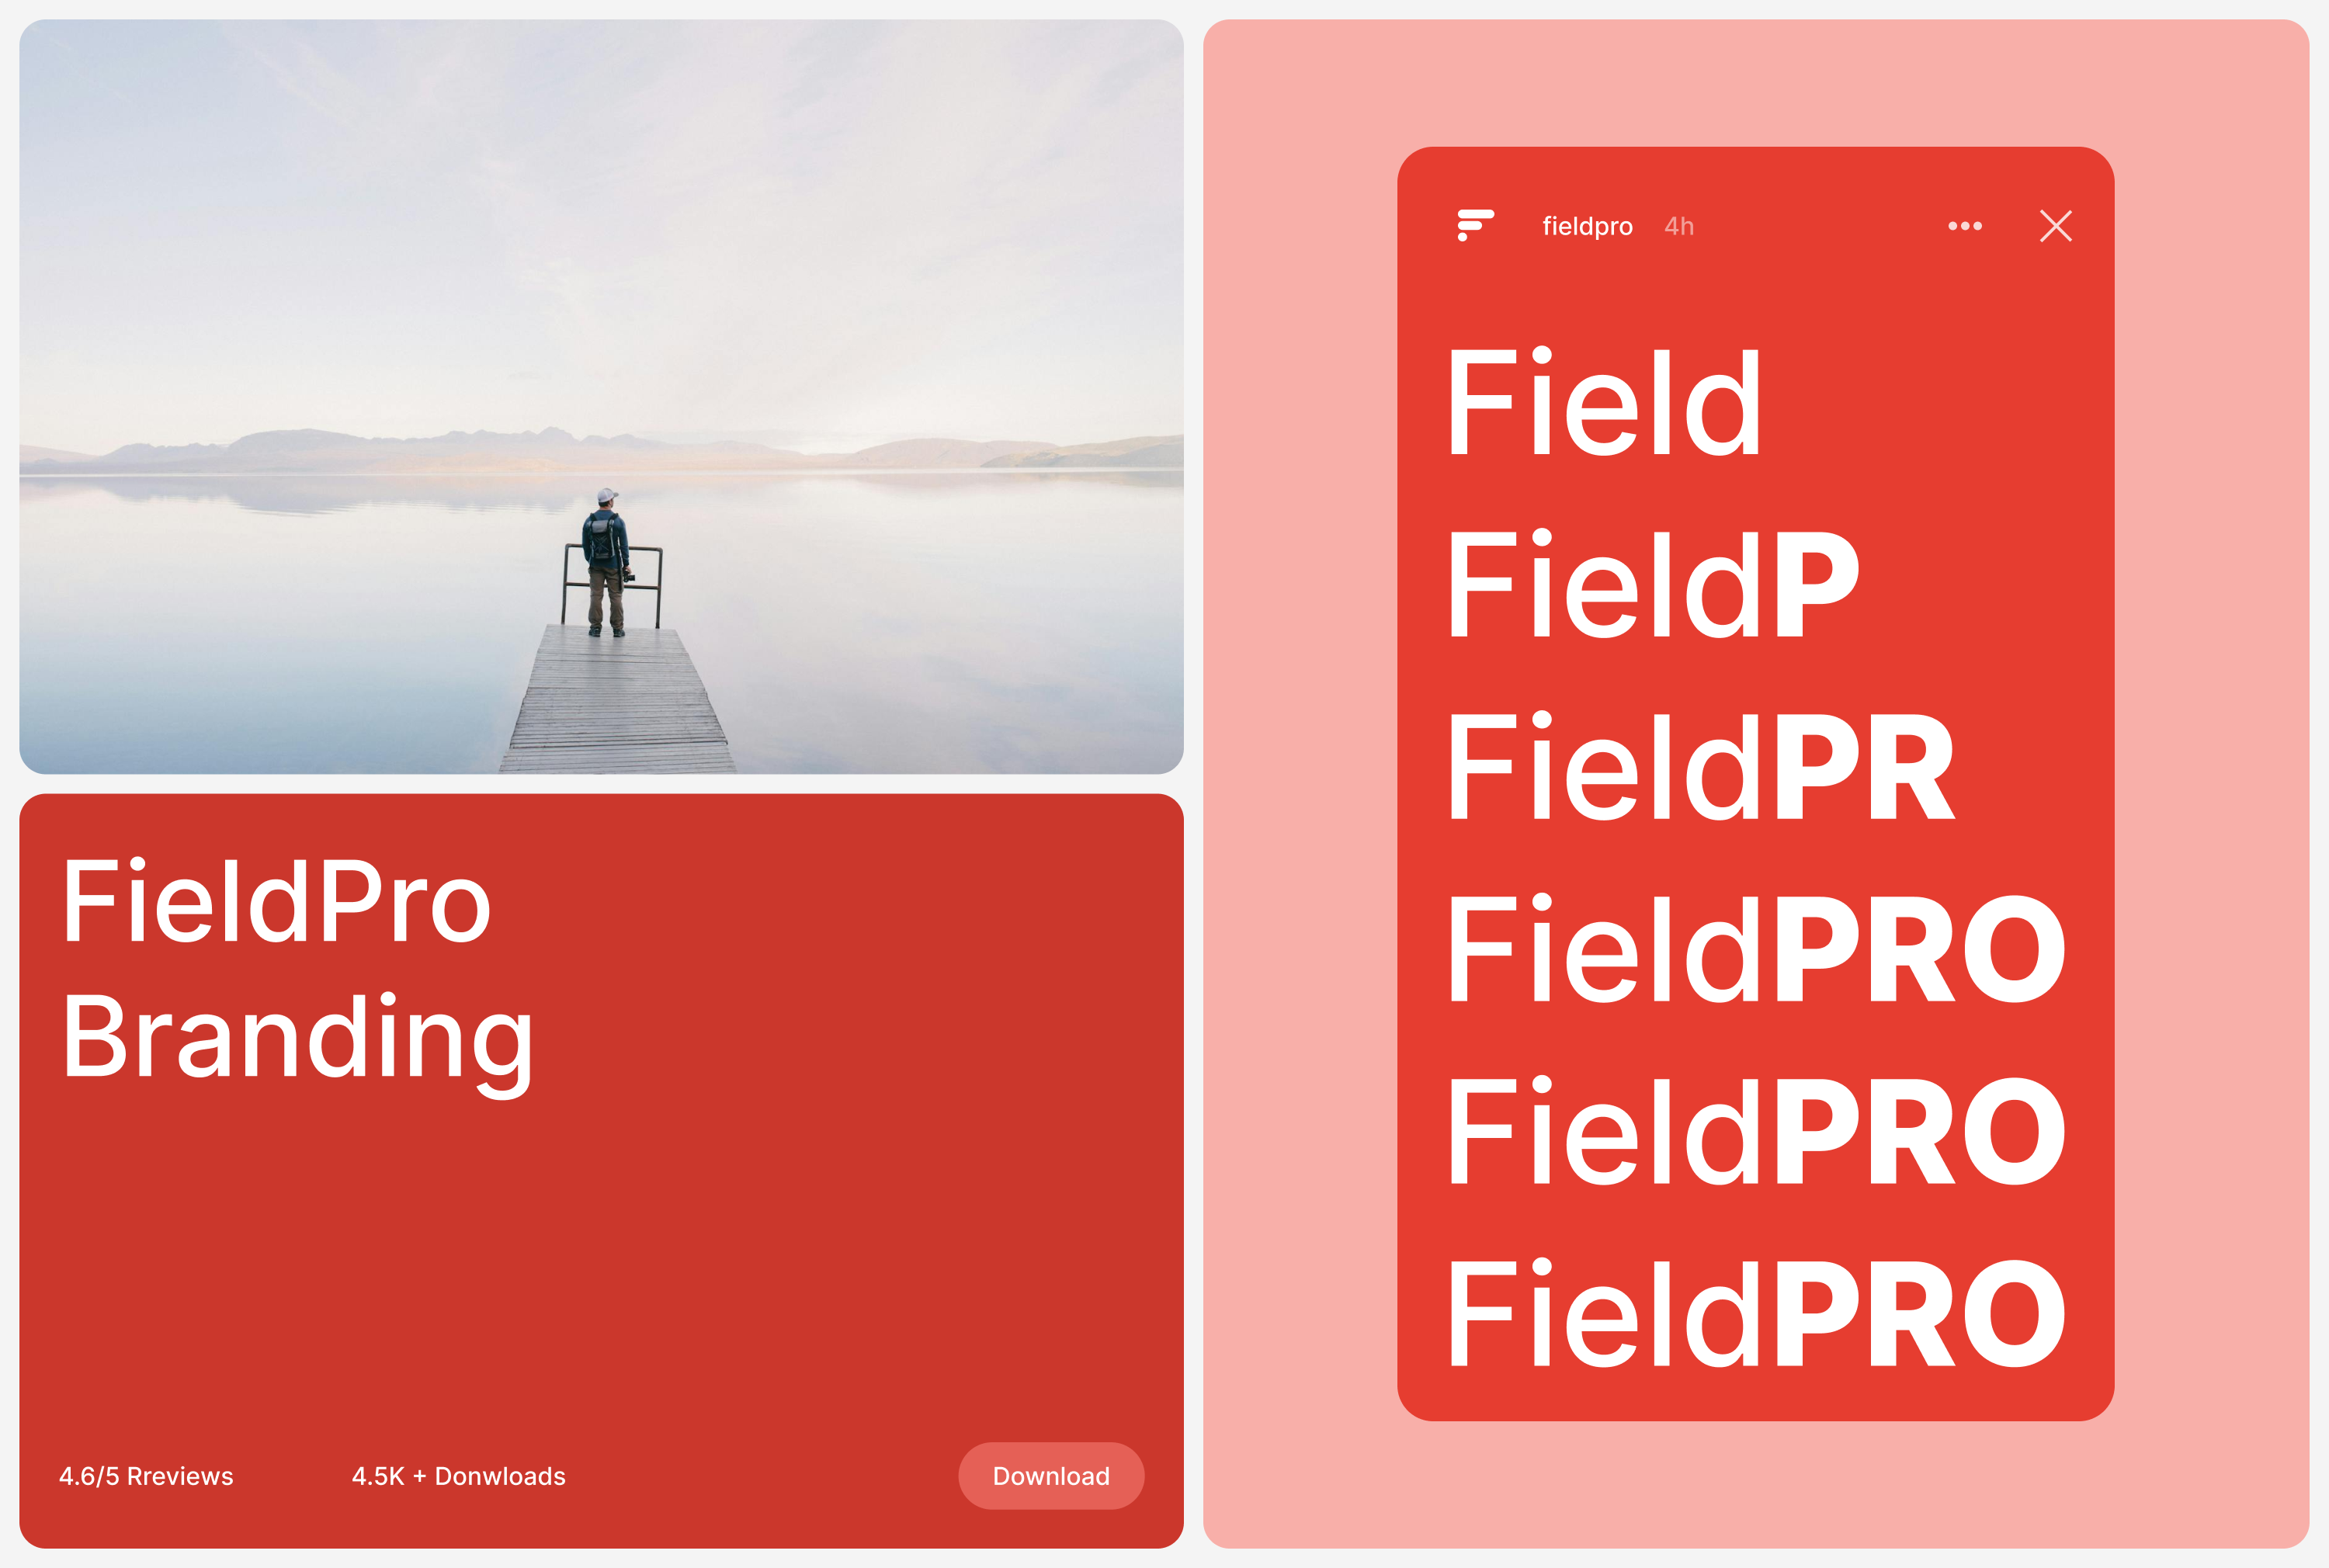 FieldPro
Branding
4.6/5 Rreviews
4.5K + Donwloads
Download
fieldpro 4h
Field
FieldP
FieldPR
FieldPRO
FieldPRO
FieldPRO